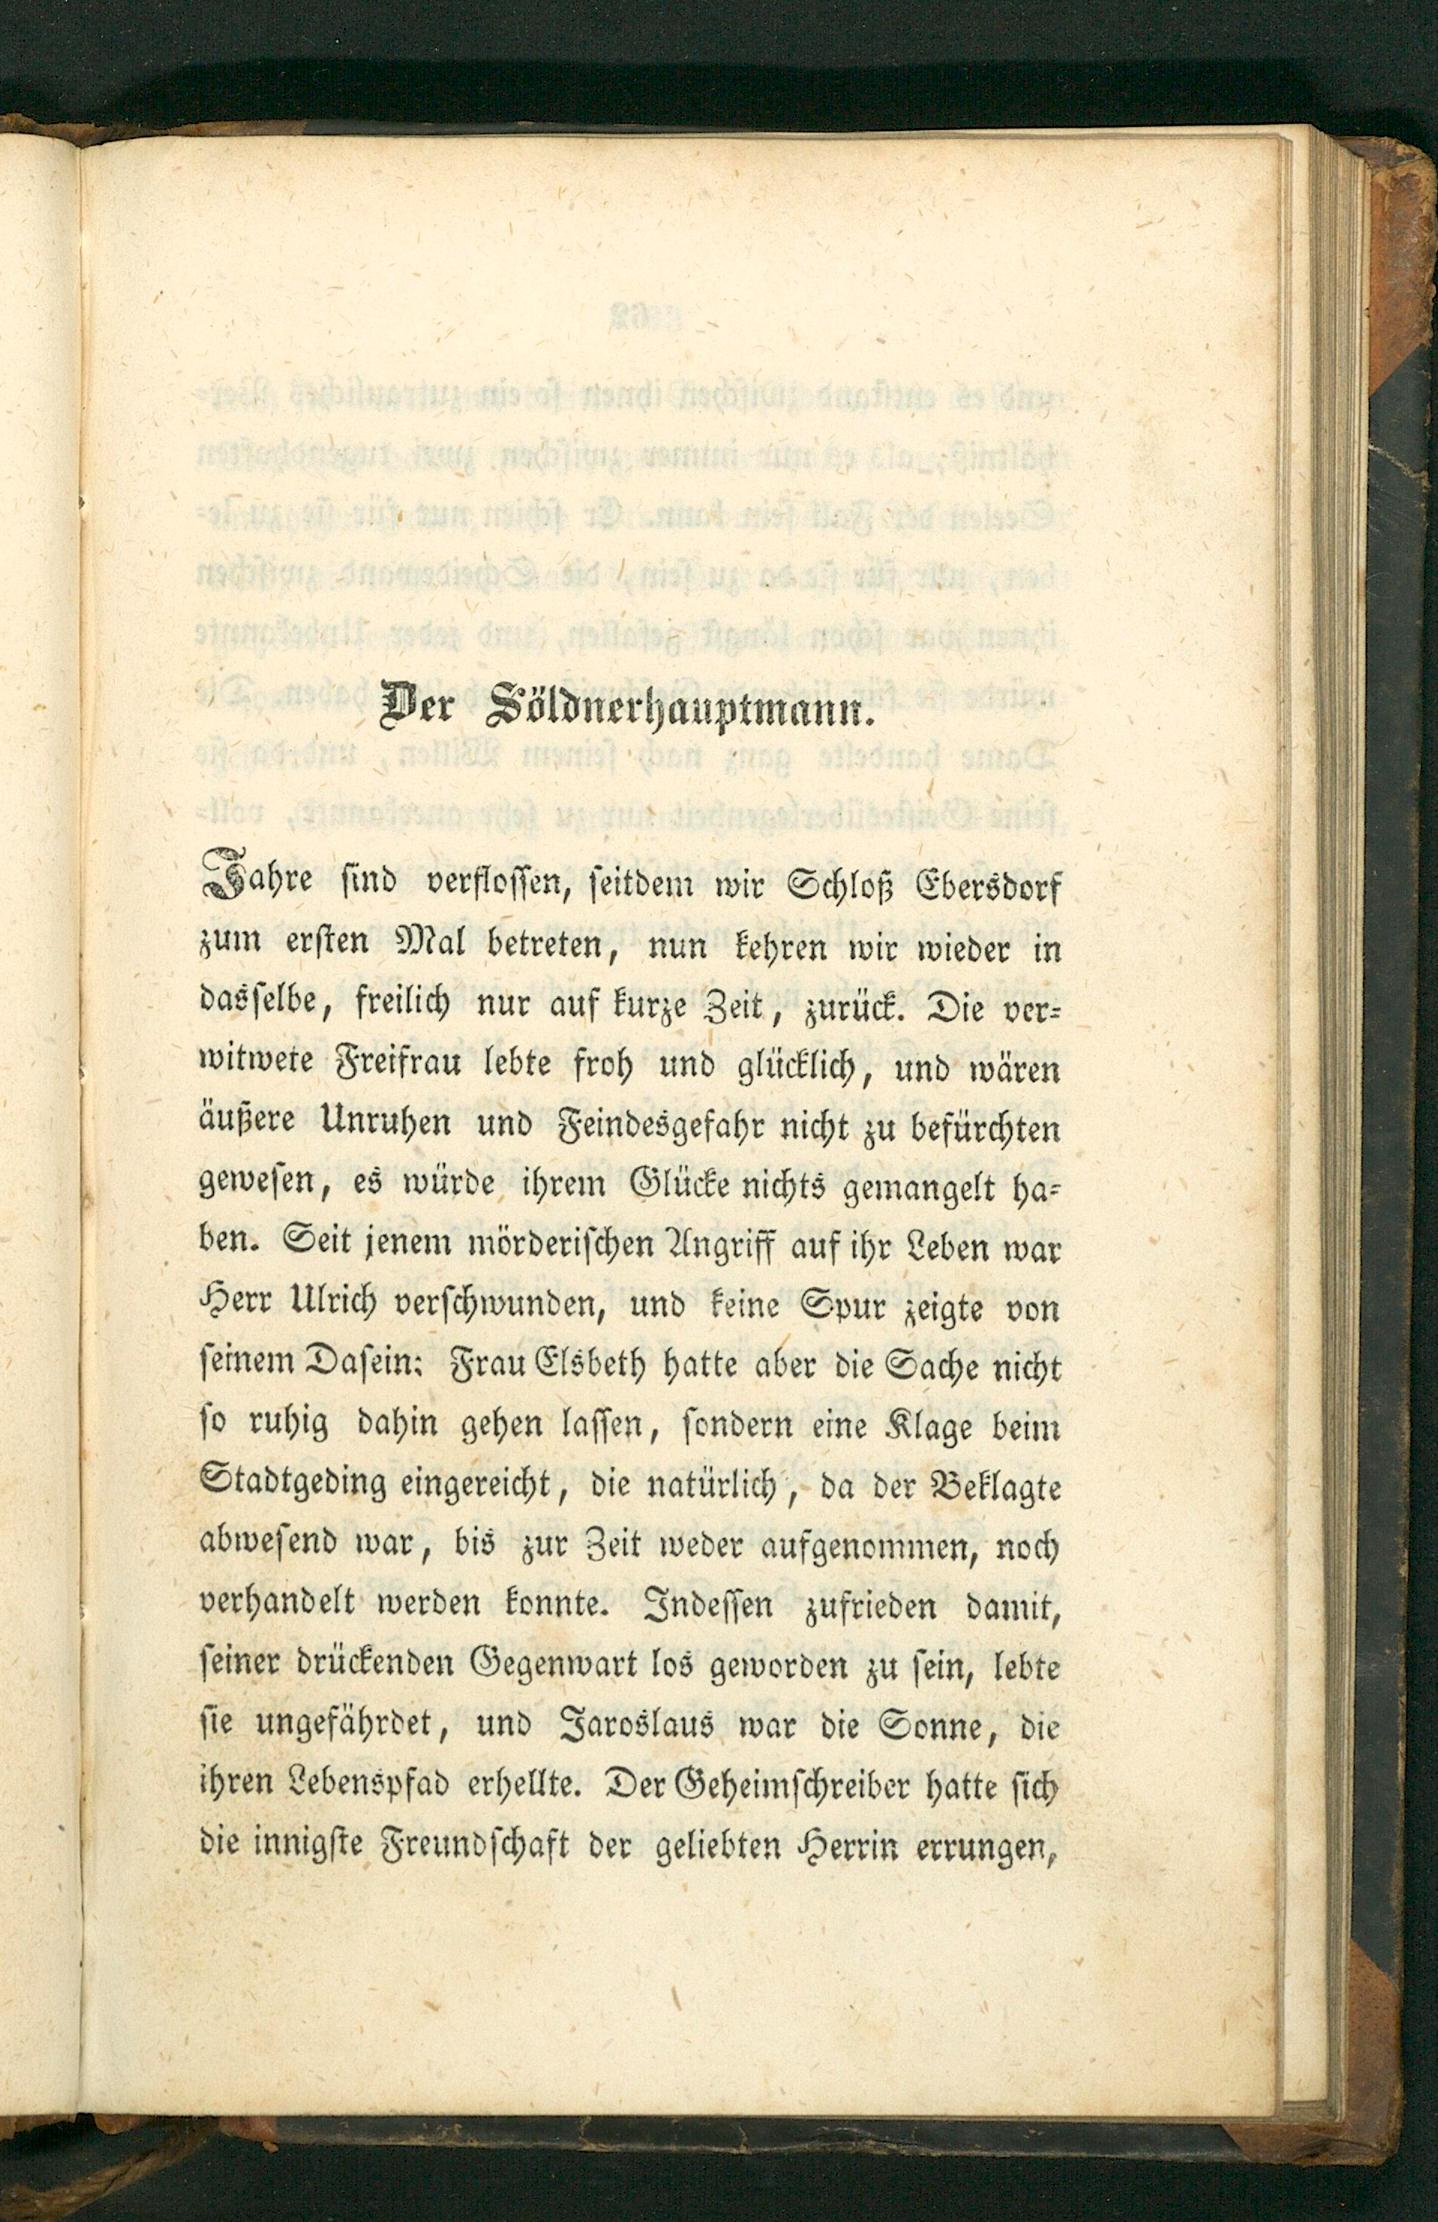 Der Söldnerhauptmann.
Jahre sind verflossen, seitdem wir Schloß Ebersdorf
zum ersten Mal betreten, nun kehren wir wieder in
dasselbe, freilich nur auf kurze Zeit, zurück. Die ver-
witwete Freifrau lebte froh und glücklich, und wären
äußere Unruhen und Feindesgefahr nicht zu befürchten
gewesen, es würde ihrem Glücke nichts gemangelt ha-
ben. Seit jenem mörderischen Angriff auf ihr Leben war
Herr Ulrich verschwunden, und keine Spur zeigte von
seinem Dasein: Frau Elsbeth hatte aber die Sache nicht
so ruhig dahin gehen lassen, sondern eine Klage beim
Stadtgeding eingereicht, die natürlich, da der Beklagte
abwesend war, bis zur Zeit weder aufgenommen, noch
verhandelt werden konnte. Indessen zufrieden damit,
seiner drückenden Gegenwart los geworden zu sein, lebte
sie ungefährdet, und Jaroslaus war die Sonne, die
ihren Lebenspfad erhellte. Der Geheimschreiber hatte sich
die innigste Freundschaft der geliebten Herrin errungen,